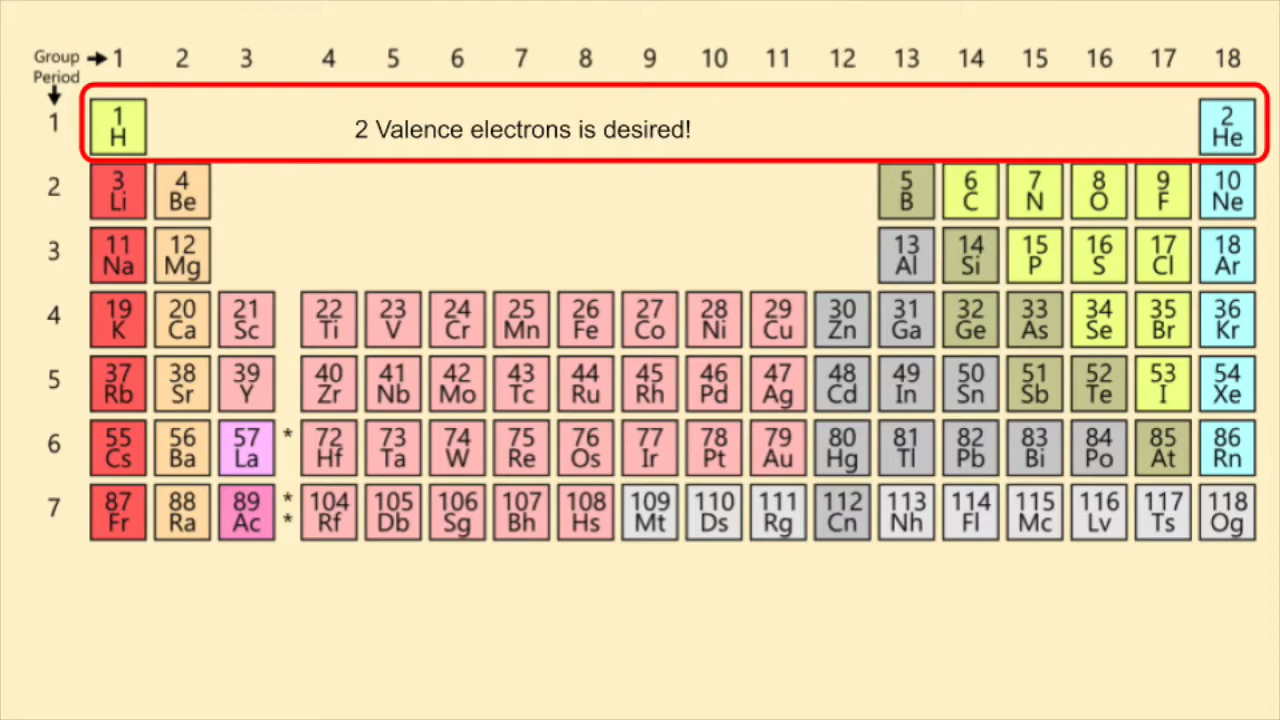 Group → 1 2 3 4 5 6 7 8 9 10 11 12 13 14 15 16 17 18
Period
↓
1 1 2 Valence electrons is desired! 2
H He
2 3 4 5 6 7 8 9 10
Li Be B C N O F Ne
3 11 12 13 14 15 16 17 18
Na Mg Al Si P S Cl Ar
4 19 20 21 22 23 24 25 26 27 28 29 30 31 32 33 34 35 36
K Ca Sc Ti V Cr Mn Fe Co Ni Cu Zn Ga Ge As Se Br Kr
5 37 38 39 40 41 42 43 44 45 46 47 48 49 50 51 52 53 54
Rb Sr Y Zr Nb Mo Tc Ru Rh Pd Ag Cd In Sn Sb Te I Xe
6 55 56 57 * 72 73 74 75 76 77 78 79 80 81 82 83 84 85 86
Cs Ba La Hf Ta W Re Os Ir Pt Au Hg Tl Pb Bi Po At Rn
7 87 88 89 * 104 105 106 107 108 109 110 111 112 113 114 115 116 117 118
Fr Ra Ac * Rf Db Sg Bh Hs Mt Ds Rg Cn Nh Fl Mc Lv Ts Og